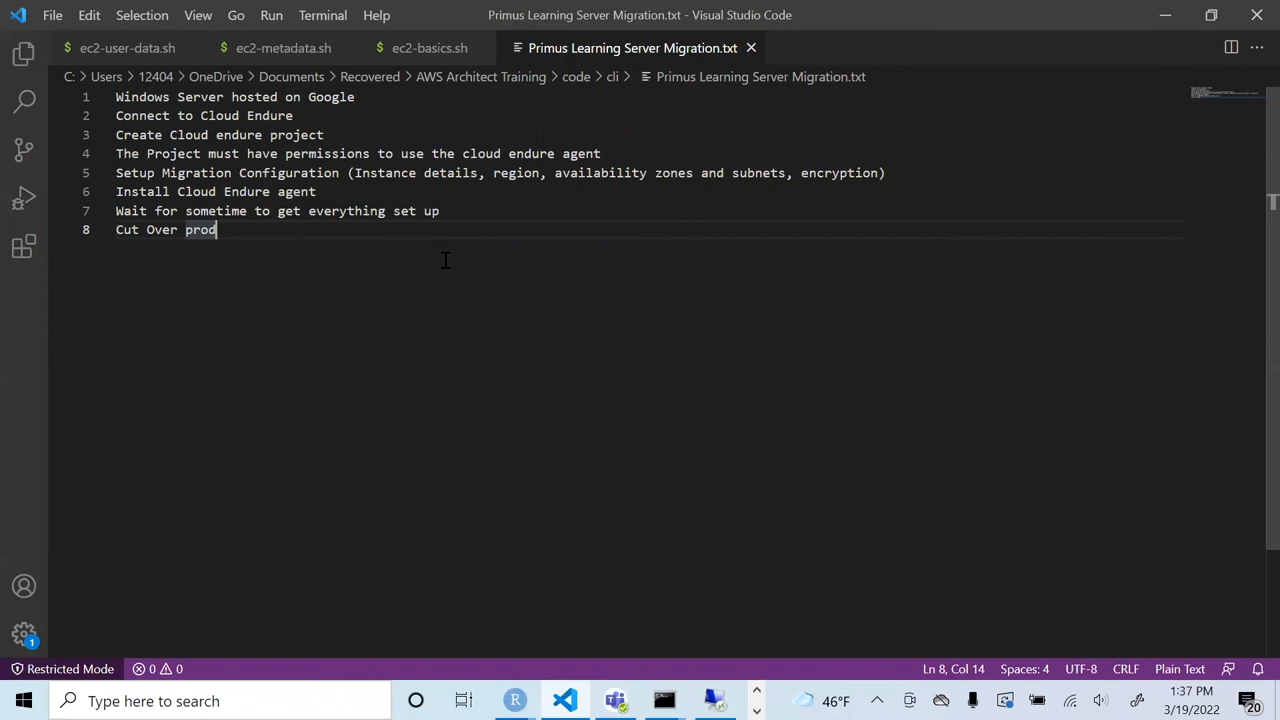 File Edit Selection View Go Run Terminal Help Primus Learning Server Migration.txt - Visual Studio Code
ec2-user-data.sh ec2-metadata.sh ec2-basics.sh Primus Learning Server Migration.txt
C: > Users > 12404 > OneDrive > Documents > Recovered > AWS Architect Training > code > cli > Primus Learning Server Migration.txt
1 Windows Server hosted on Google
2 Connect to Cloud Endure
3 Create Cloud endure project
4 The Project must have permissions to use the cloud endure agent
5 Setup Migration Configuration (Instance details, region, availability zones and subnets, encryption)
6 Install Cloud Endure agent
7 Wait for sometime to get everything set up
8 Cut Over prod
1
Restricted Mode 0 0 Ln 8, Col 14 Spaces: 4 UTF-8 CRLF Plain Text
Type here to search 46°F 1:37 PM
3/19/2022 20